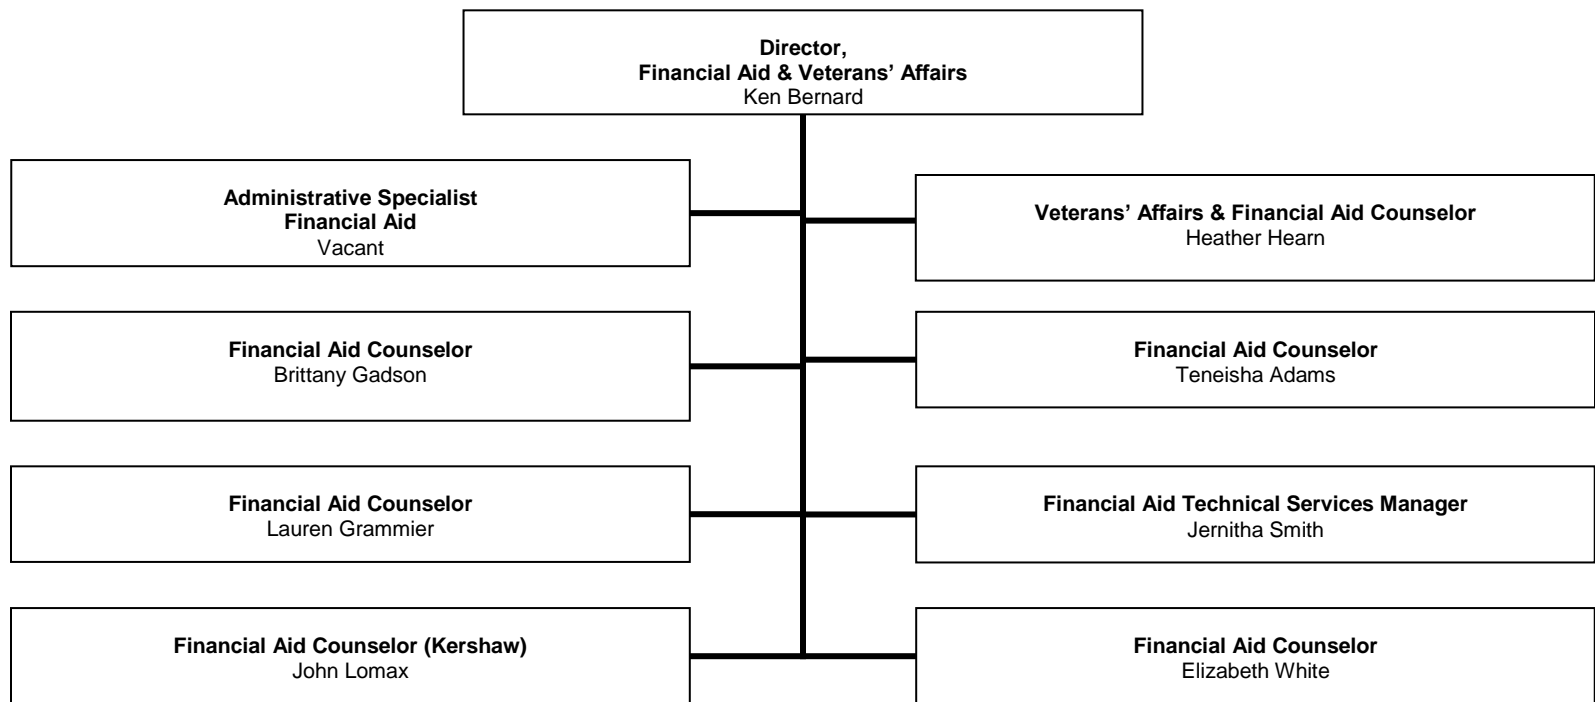 Director,
Financial Aid & Veterans’ Affairs
Ken Bernard
Administrative Specialist
Financial Aid
Vacant
Veterans’ Affairs & Financial Aid Counselor
Heather Hearn
Financial Aid Counselor
Brittany Gadson
Financial Aid Counselor
Teneisha Adams
Financial Aid Counselor
Lauren Grammier
Financial Aid Technical Services Manager
Jernitha Smith
Financial Aid Counselor (Kershaw)
John Lomax
Financial Aid Counselor
Elizabeth White